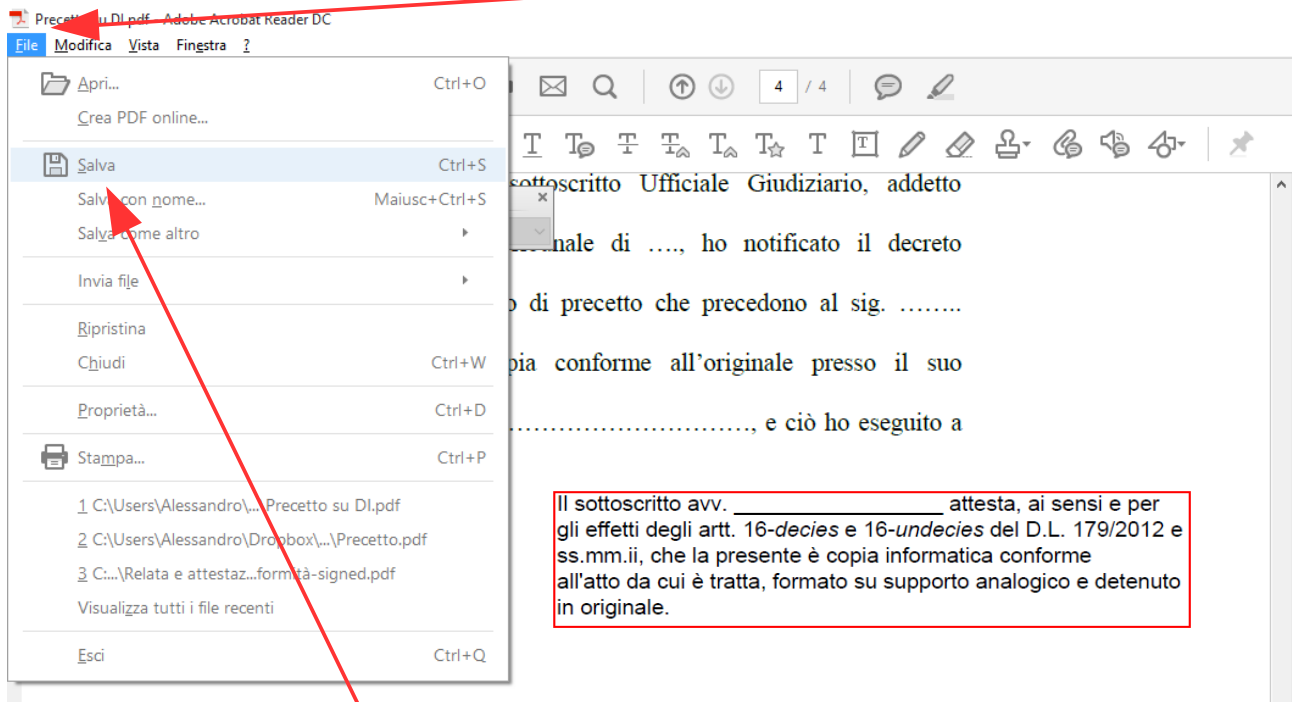 Precetto su DI.pdf - Adobe Acrobat Reader DC
File Modifica Vista Finestra ?
Apri... Ctrl+O
Crea PDF online...
Salva Ctrl+S
Salva con nome... Maiusc+Ctrl+S
Salva come altro
Invia file
Ripristina
Chiudi Ctrl+W
Proprietà... Ctrl+D
Stampa... Ctrl+P
1 C:\Users\Alessandro\...\Precetto su DI.pdf
2 C:\Users\Alessandro\Dropbox\...\Precetto.pdf
3 C:...\Relata e attestaz...formità-signed.pdf
Visualizza tutti i file recenti
Esci Ctrl+Q
4 / 4
sottoscritto Ufficiale Giudiziario, addetto
nale di …., ho notificato il decreto
o di precetto che precedono al sig. ……..
pia conforme all’originale presso il suo
…………………………, e ciò ho eseguito a
Il sottoscritto avv. ___________________ attesta, ai sensi e per
gli effetti degli artt. 16-decies e 16-undecies del D.L. 179/2012 e
ss.mm.ii, che la presente è copia informatica conforme
all'atto da cui è tratta, formato su supporto analogico e detenuto
in originale.